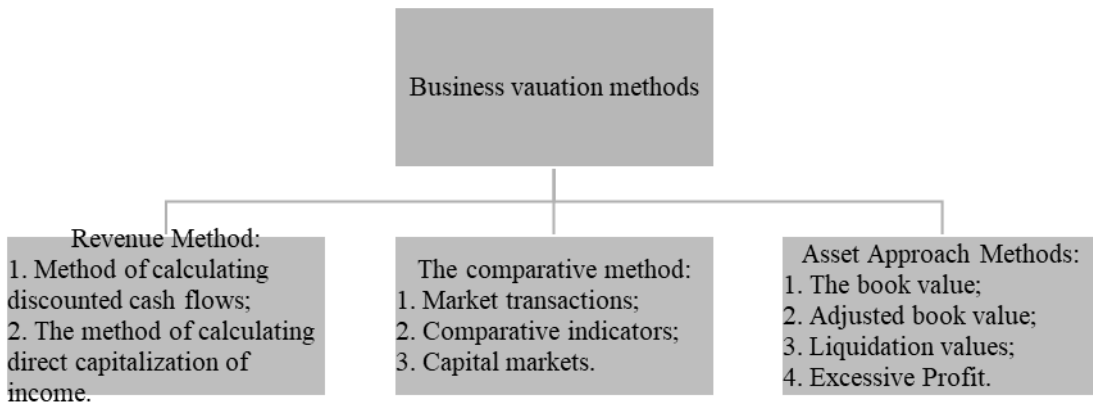 Business vauation methods
Revenue Method:
1. Method of calculating
discounted cash flows;
2. The method of calculating
direct capitalization of
income.
The comparative method:
1. Market transactions;
2. Comparative indicators;
3. Capital markets.
Asset Approach Methods:
1. The book value;
2. Adjusted book value;
3. Liquidation values;
4. Excessive Profit.